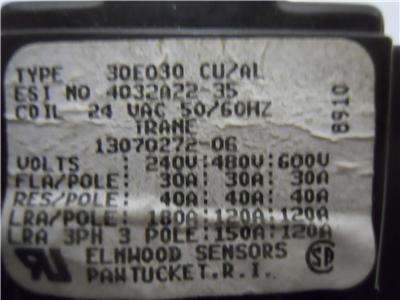 TYPE 30E030 CU/AL
ESI NO 4032A22-35
COIL 24 VAC 50/60HZ
TRANE
13070272-06
8910
VOLTS 240V:480V:600V
FLA/POLE: 30A: 30A: 30A
RES/POLE: 40A: 40A: 40A
LRA/POLE :180A:120A:120A
LRA 3PH 3 POLE:150A:120A
ELMWOOD SENSORS
PAWTUCKET.R.I.